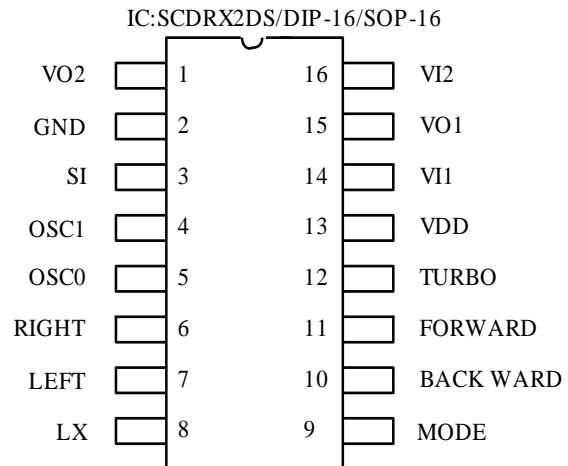 IC:SCDRX2DS/DIP-16/SOP-16
VO2 1 16 VI2
GND 2 15 VO1
SI 3 14 VI1
OSC1 4 13 VDD
OSC0 5 12 TURBO
RIGHT 6 11 FORWARD
LEFT 7 10 BACK WARD
LX 8 9 MODE